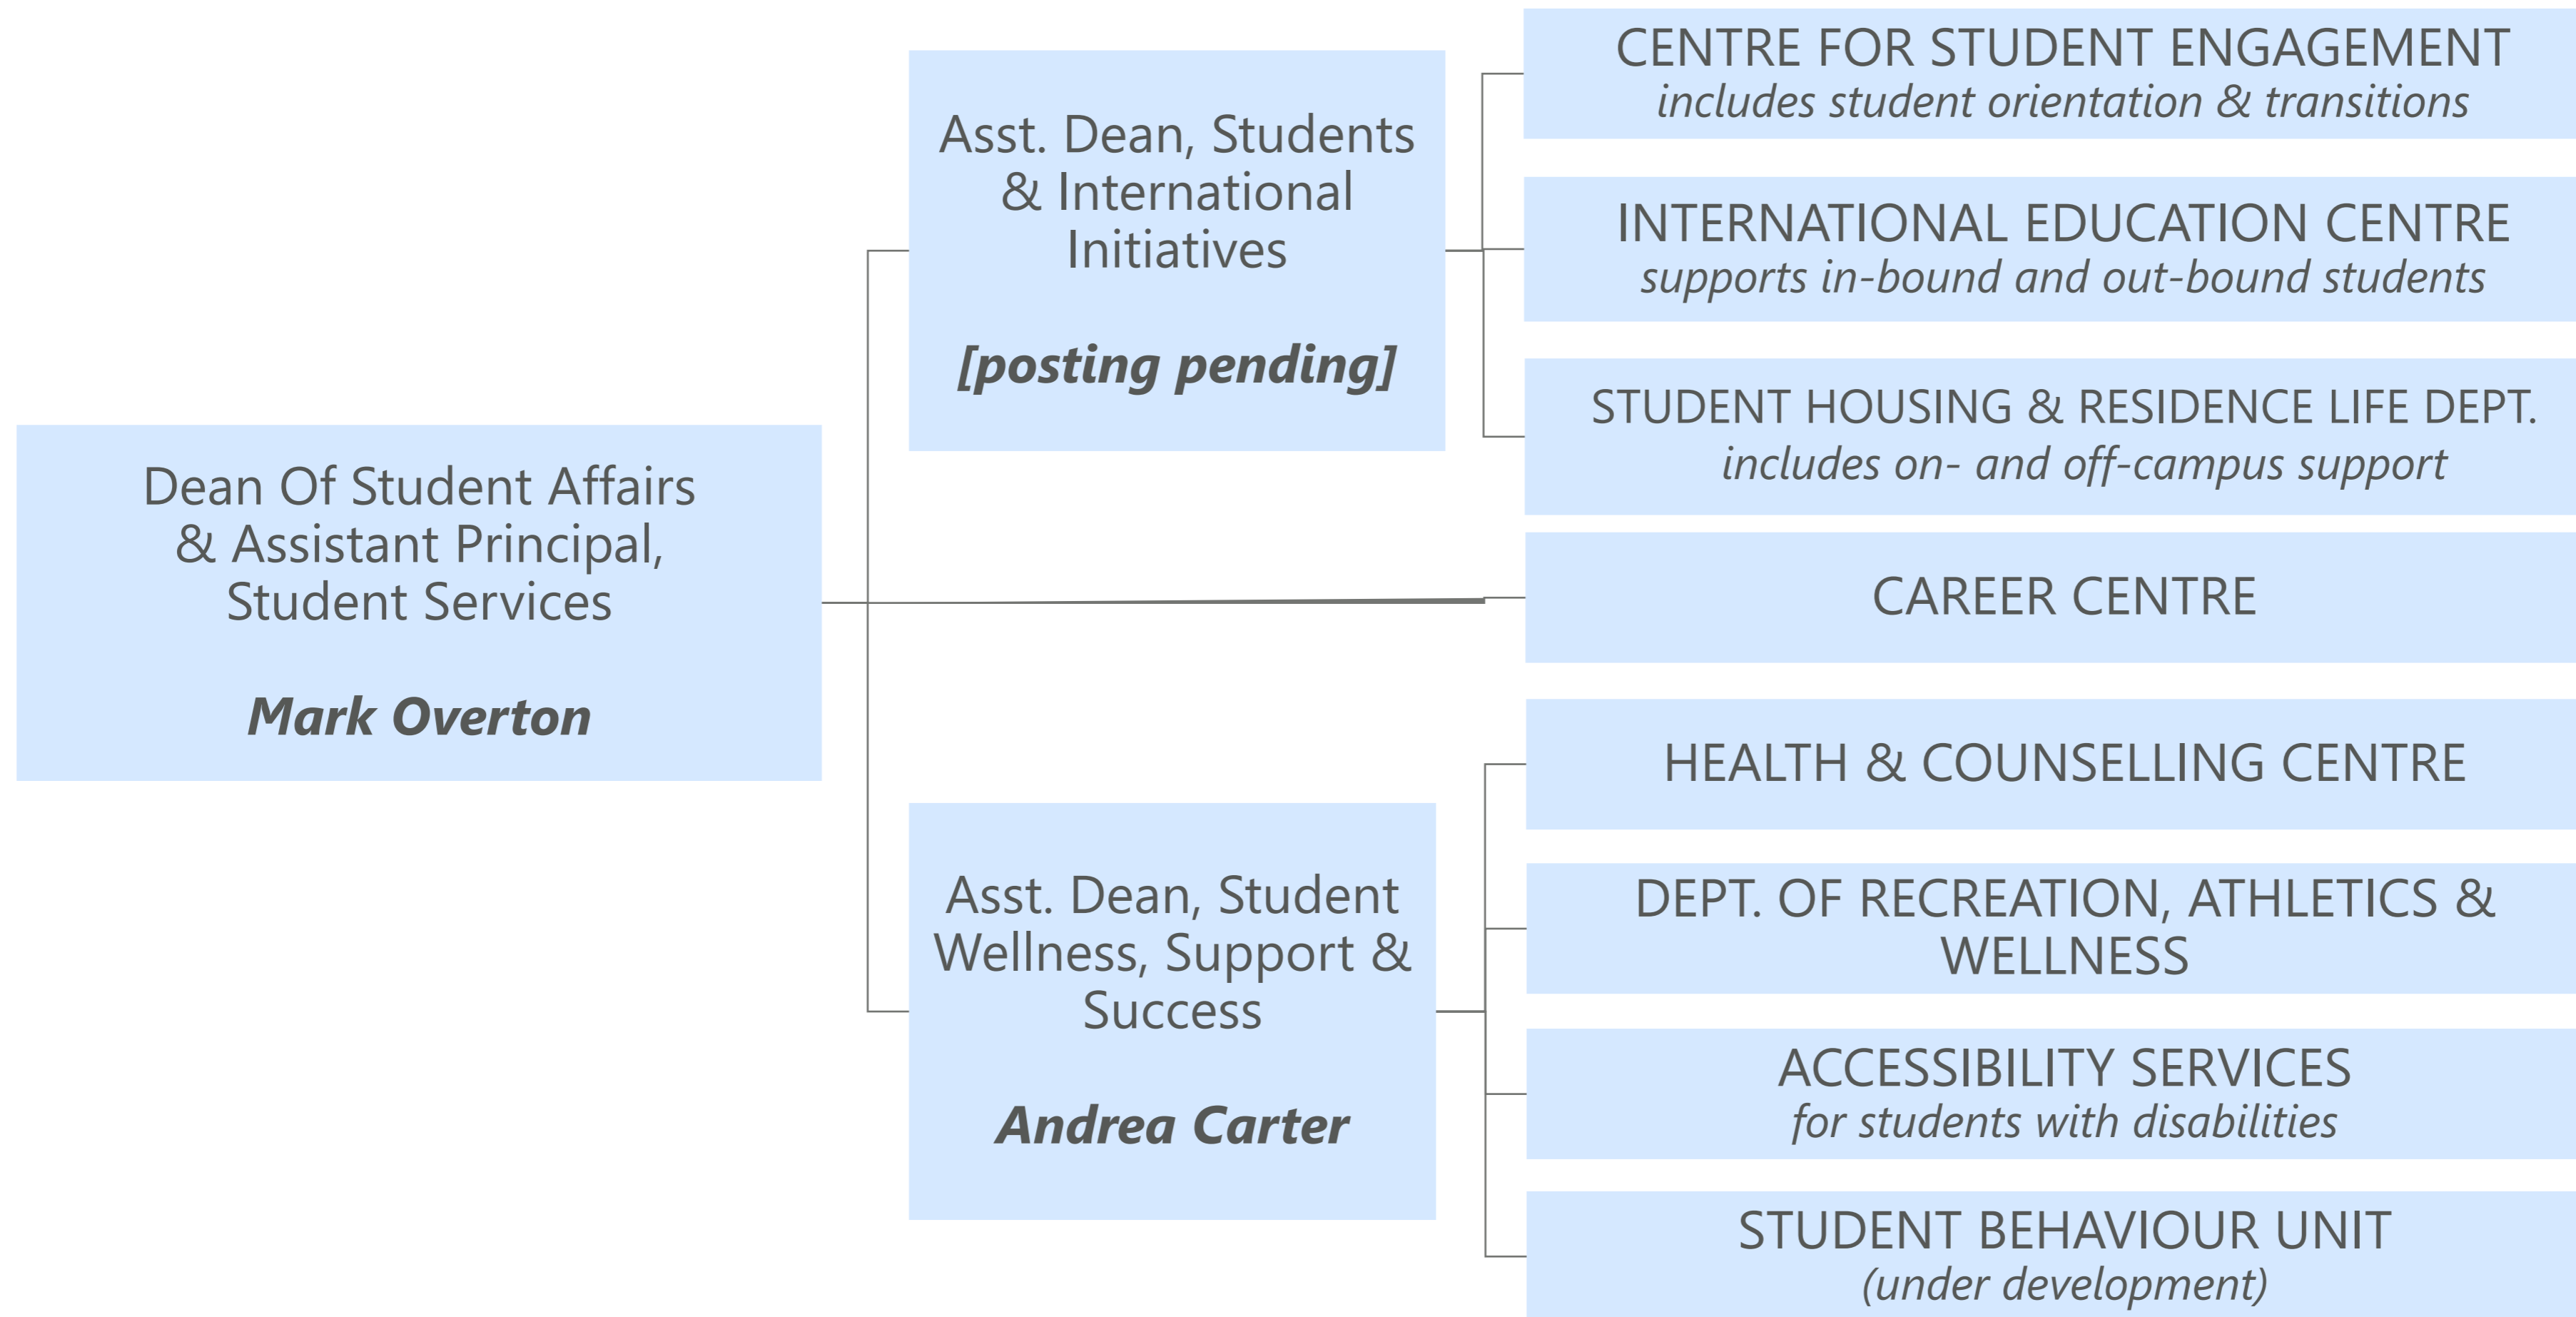 Dean Of Student Affairs
& Assistant Principal,
Student Services
Mark Overton
Asst. Dean, Students
& International
Initiatives
[posting pending]
CENTRE FOR STUDENT ENGAGEMENT
includes student orientation & transitions
INTERNATIONAL EDUCATION CENTRE
supports in-bound and out-bound students
STUDENT HOUSING & RESIDENCE LIFE DEPT.
includes on- and off-campus support
CAREER CENTRE
Asst. Dean, Student
Wellness, Support &
Success
Andrea Carter
HEALTH & COUNSELLING CENTRE
DEPT. OF RECREATION, ATHLETICS &
WELLNESS
ACCESSIBILITY SERVICES
for students with disabilities
STUDENT BEHAVIOUR UNIT
(under development)